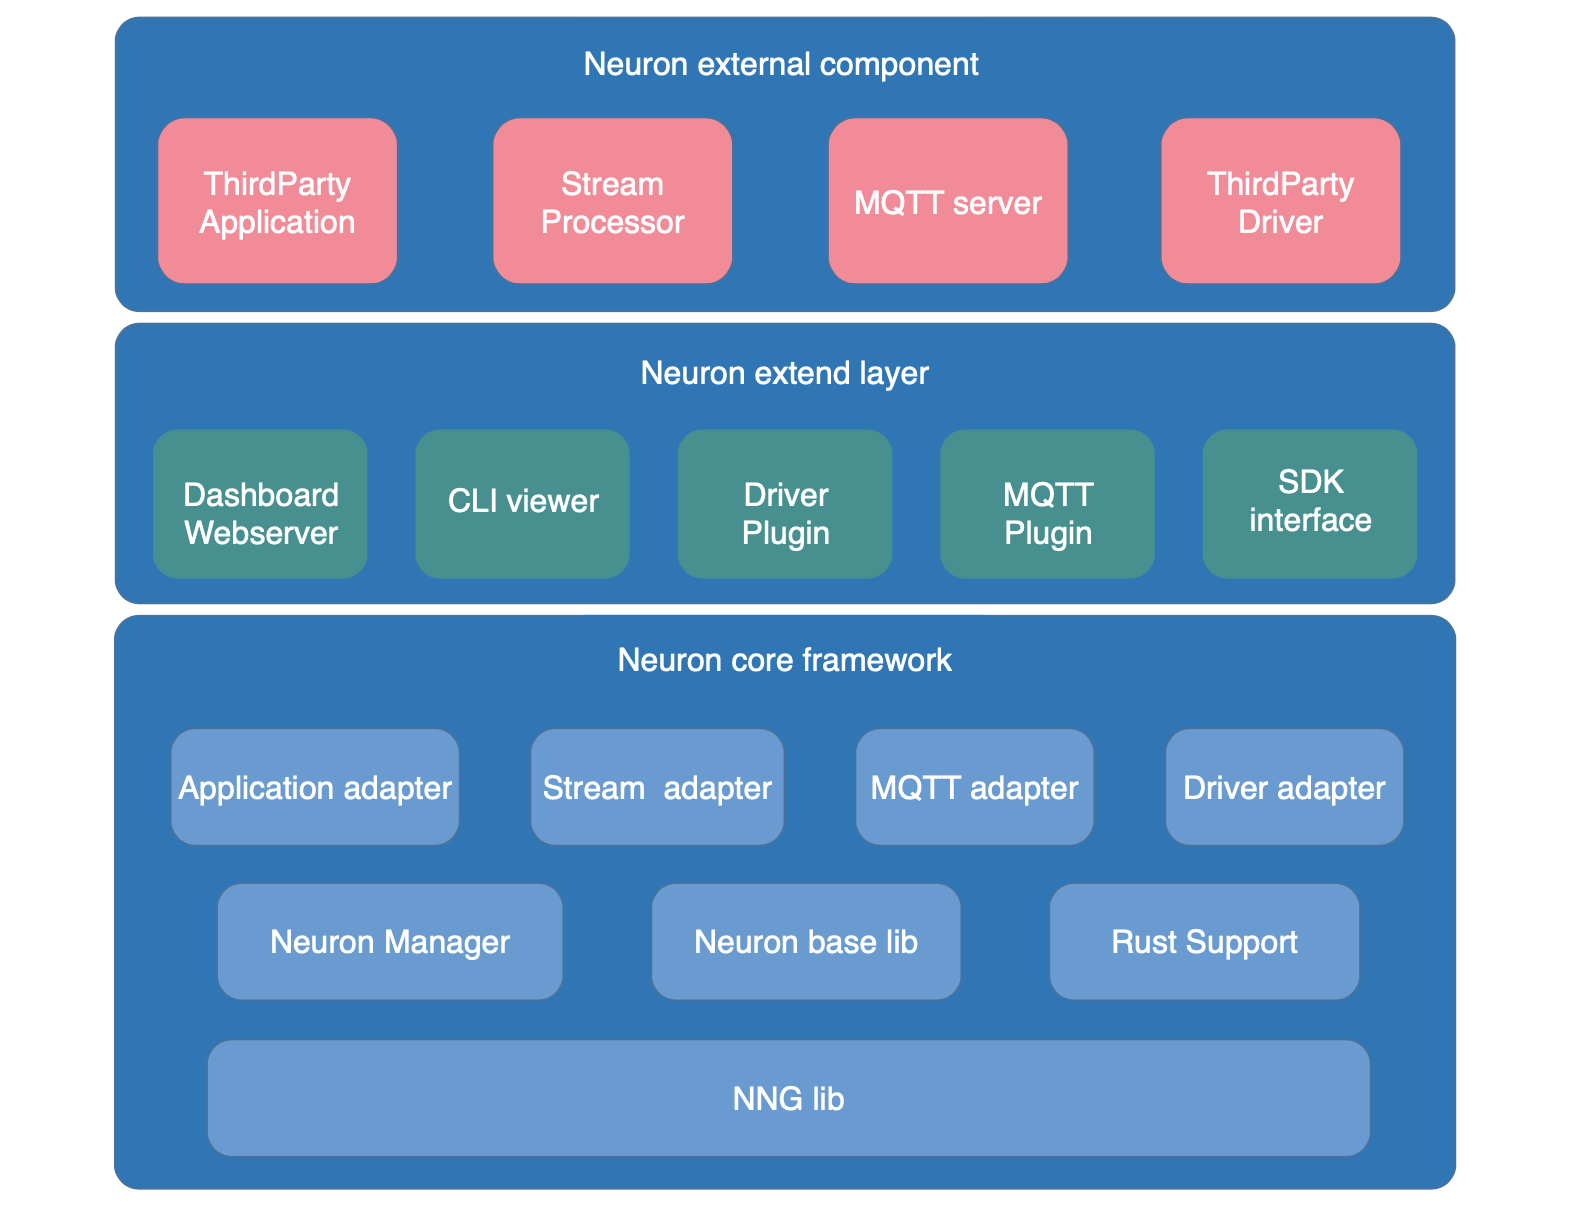 Neuron external component
ThirdParty
Application
Stream
Processor
MQTT server
ThirdParty
Driver
Neuron extend layer
Dashboard
Webserver
CLI viewer
Driver
Plugin
MQTT
Plugin
SDK
interface
Neuron core framework
Application adapter
Stream  adapter
MQTT adapter
Driver adapter
Neuron Manager
Neuron base lib
Rust Support
NNG lib